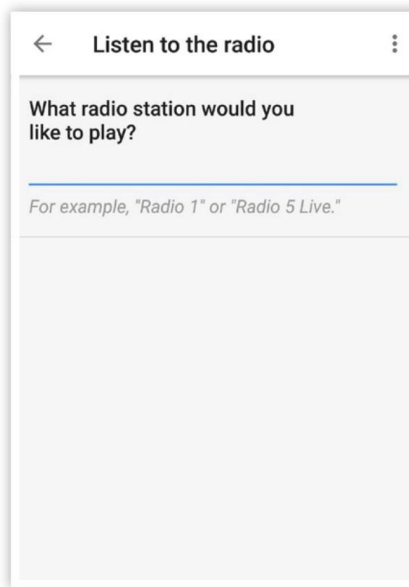 Listen to the radio
What radio station would you
like to play?
For example, "Radio 1" or "Radio 5 Live."